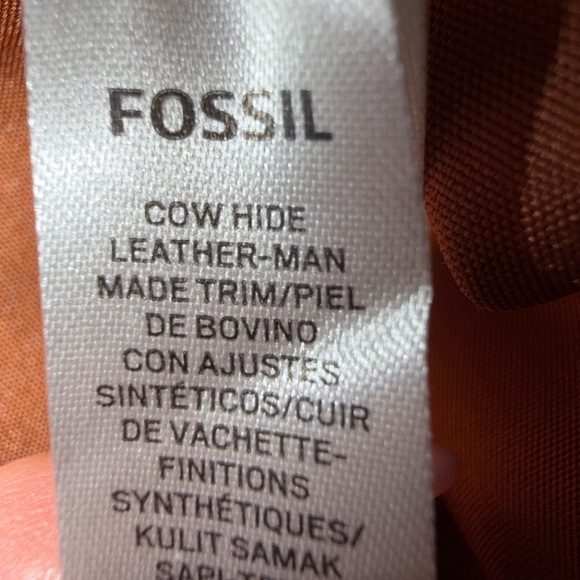 FOSSIL
COW HIDE
LEATHER-MAN
MADE TRIM/PIEL
DE BOVINO
CON AJUSTES
SINTÉTICOS/CUIR
DE VACHETTE-
FINITIONS
SYNTHÉTIQUES/
KULIT SAMAK